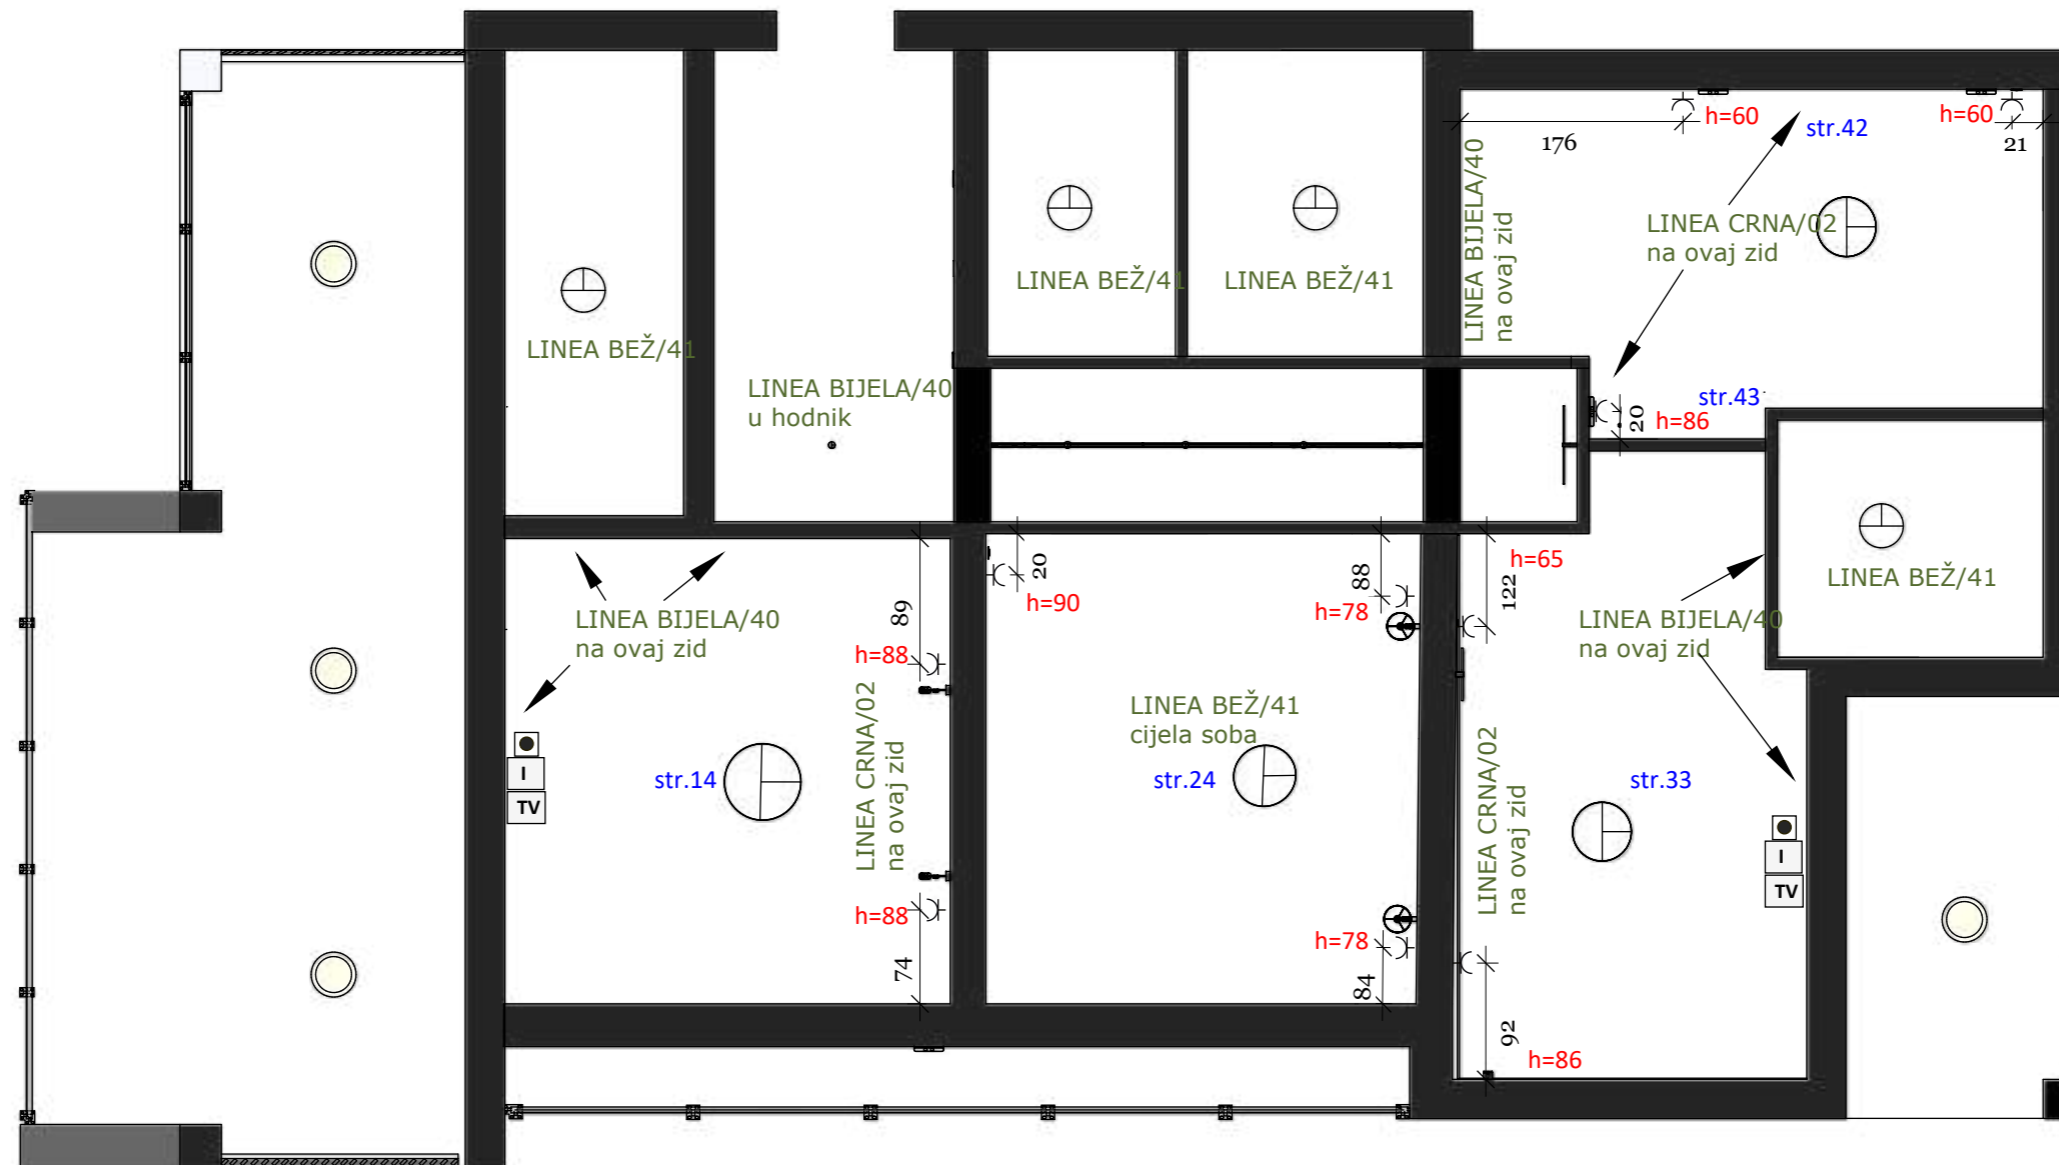 h=60
h=60
str.42
176
21
LINEA BIJELA/40
na ovaj zid
LINEA CRNA/02
na ovaj zid
LINEA BEŽ/41
LINEA BEŽ/41
LINEA BEŽ/41
LINEA BIJELA/40
u hodnik
str.43
20
h=86
89
20
h=90
88
h=78
h=65
122
LINEA BEŽ/41
LINEA BIJELA/40
na ovaj zid
LINEA BIJELA/40
na ovaj zid
h=88
LINEA CRNA/02
na ovaj zid
LINEA BEŽ/41
cijela soba
LINEA CRNA/02
na ovaj zid
I
TV
str.14
str.24
str.33
I
TV
h=88
h=78
74
84
92
h=86